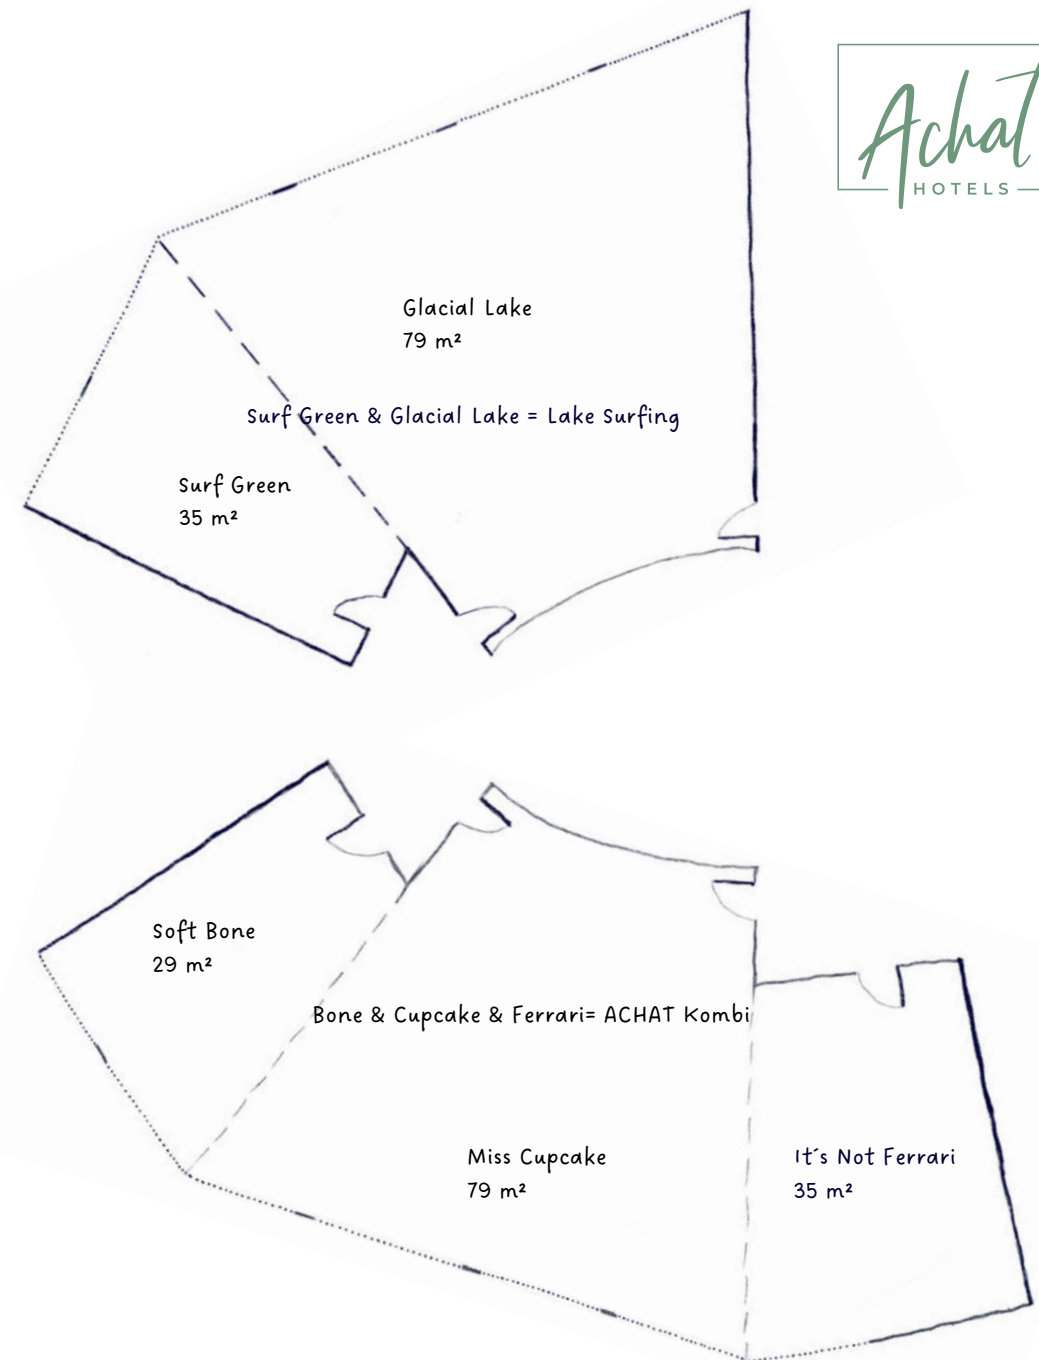 Achat
HOTELS
Glacial Lake
79 m²
Surf Green & Glacial Lake = Lake Surfing
Surf Green
35 m²
Soft Bone
29 m²
Bone & Cupcake & Ferrari= ACHAT Kombi
Miss Cupcake
79 m²
It´s Not Ferrari
35 m²